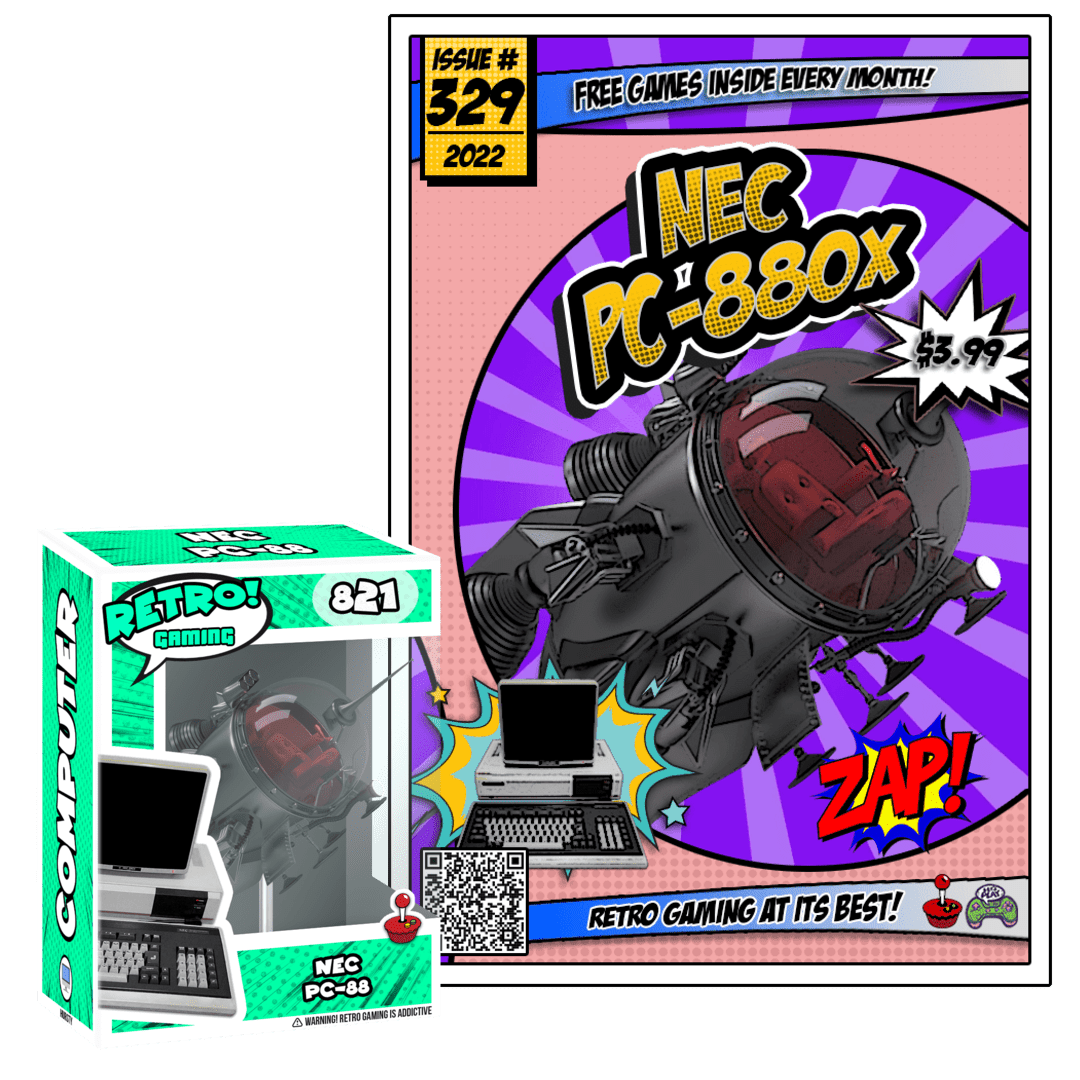 ISSUE #
329
2022
FREE GAMES INSIDE EVERY MONTH!
NEC
PC-880X
$3.99
ZAP!
RETRO GAMING AT ITS BEST!
NEC
PC-88
RETRO!
GAMING
821
COMPUTER
NEC
PC-88
WARNING! RETRO GAMING IS ADDICTIVE